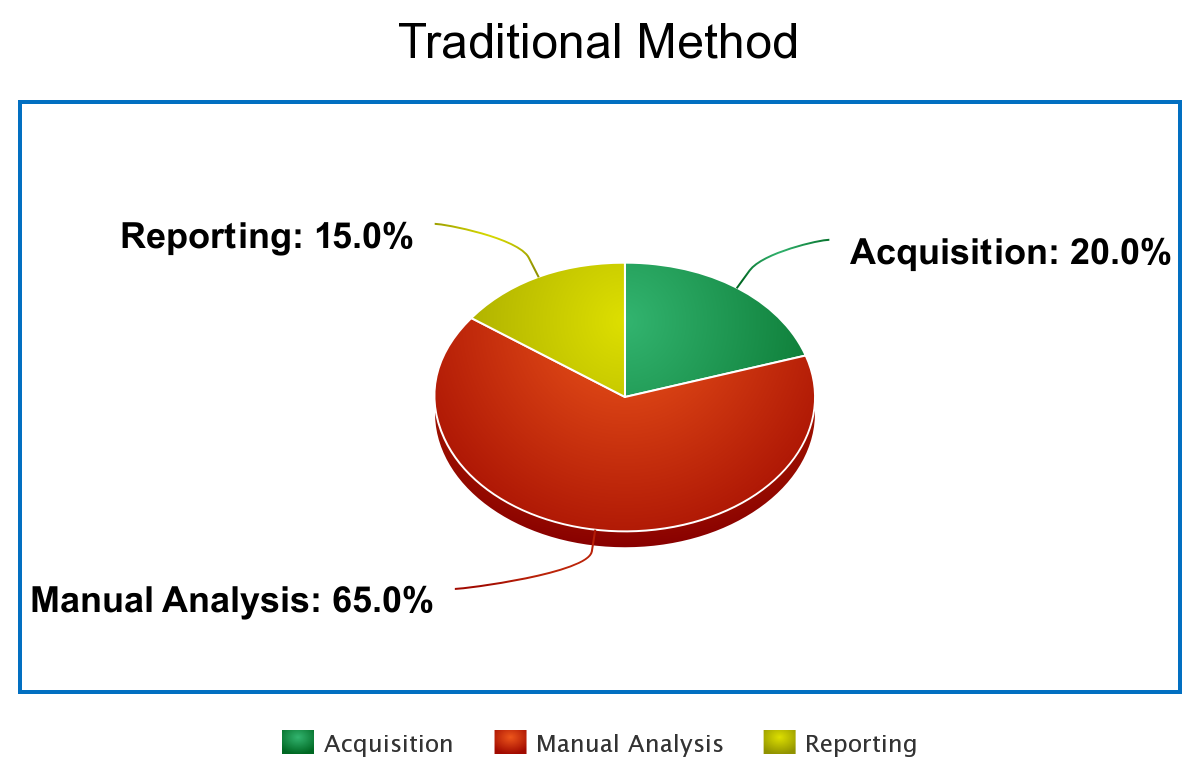 Traditional Method
Reporting: 15.0%
Acquisition: 20.0%
Manual Analysis: 65.0%
Acquisition
Manual Analysis
Reporting